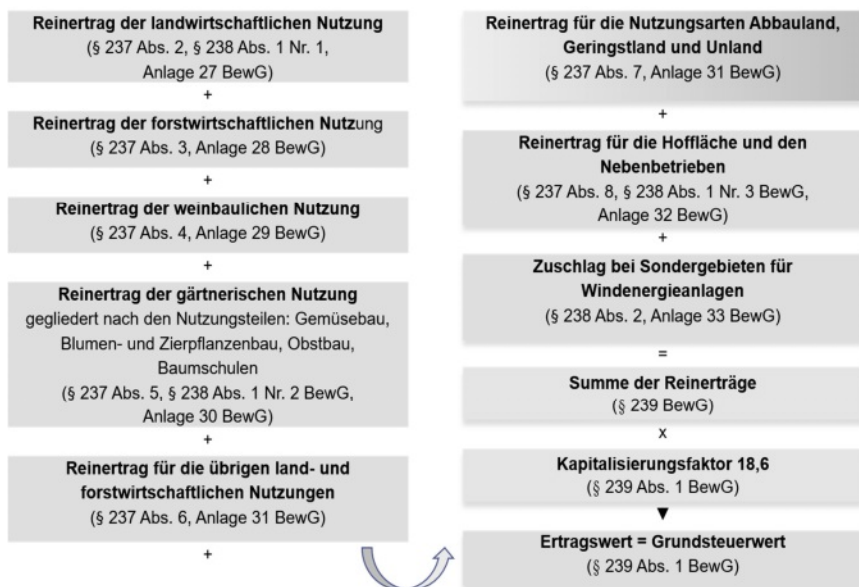 Reinertrag der landwirtschaftlichen Nutzung
(§ 237 Abs. 2, § 238 Abs. 1 Nr. 1,
Anlage 27 BewG)
+
Reinertrag der forstwirtschaftlichen Nutzung
(§ 237 Abs. 3, Anlage 28 BewG)
+
Reinertrag der weinbaulichen Nutzung
(§ 237 Abs. 4, Anlage 29 BewG)
+
Reinertrag der gärtnerischen Nutzung
gegliedert nach den Nutzungsteilen: Gemüsebau,
Blumen- und Zierpflanzenbau, Obstbau,
Baumschulen
(§ 237 Abs. 5, § 238 Abs. 1 Nr. 2 BewG,
Anlage 30 BewG)
+
Reinertrag für die übrigen land- und
forstwirtschaftlichen Nutzungen
(§ 237 Abs. 6, Anlage 31 BewG)
+
Reinertrag für die Nutzungsarten Abbauland,
Geringstland und Unland
(§ 237 Abs. 7, Anlage 31 BewG)
+
Reinertrag für die Hoffläche und den
Nebenbetrieben
(§ 237 Abs. 8, § 238 Abs. 1 Nr. 3 BewG,
Anlage 32 BewG)
+
Zuschlag bei Sondergebieten für
Windenergieanlagen
(§ 238 Abs. 2, Anlage 33 BewG)
=
Summe der Reinerträge
(§ 239 BewG)
x
Kapitalisierungsfaktor 18,6
(§ 239 Abs. 1 BewG)
▼
Ertragswert = Grundsteuerwert
(§ 239 Abs. 1 BewG)